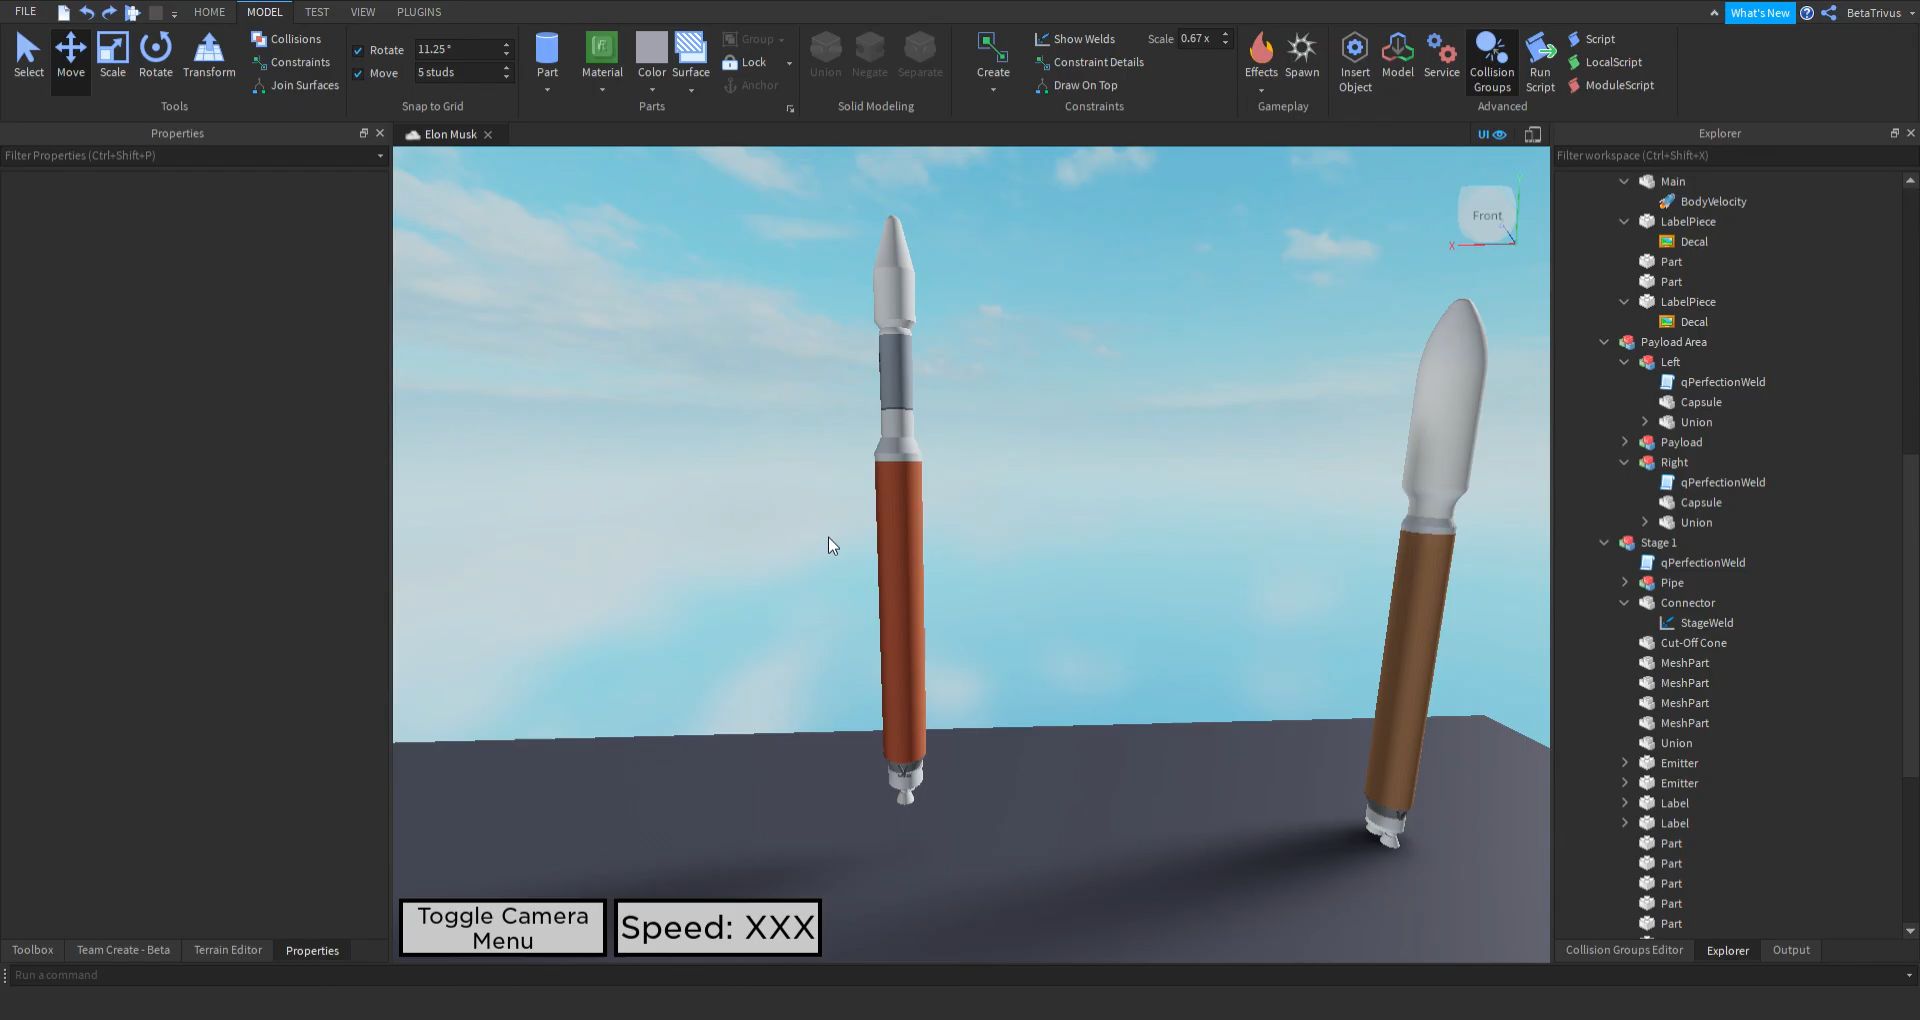 FILE
HOME
MODEL
TEST
VIEW
PLUGINS
What's New
BetaTrivus
Select
Move
Scale
Rotate
Transform
Collisions
Constraints
Join Surfaces
Tools
Rotate
11.25°
Move
5 studs
Snap to Grid
Part
Material
Color
Surface
Group
Lock
Anchor
Parts
Union
Negate
Separate
Solid Modeling
Create
Show Welds
Scale
0.67 x
Constraint Details
Draw On Top
Constraints
Effects
Spawn
Gameplay
Insert
Object
Model
Service
Collision
Groups
Run
Script
Script
LocalScript
ModuleScript
Advanced
Properties
Filter Properties (Ctrl+Shift+P)
Elon Musk
UI
Explorer
Filter workspace (Ctrl+Shift+X)
Front
X
Main
BodyVelocity
LabelPiece
Decal
Part
Part
LabelPiece
Decal
Payload Area
Left
qPerfectionWeld
Capsule
Union
Payload
Right
qPerfectionWeld
Capsule
Union
Stage 1
qPerfectionWeld
Pipe
Connector
StageWeld
Cut-Off Cone
MeshPart
MeshPart
MeshPart
MeshPart
Union
Emitter
Emitter
Label
Label
Part
Part
Part
Part
Part
Toggle Camera
Menu
Speed: XXX
Toolbox
Team Create - Beta
Terrain Editor
Properties
Collision Groups Editor
Explorer
Output
Run a command